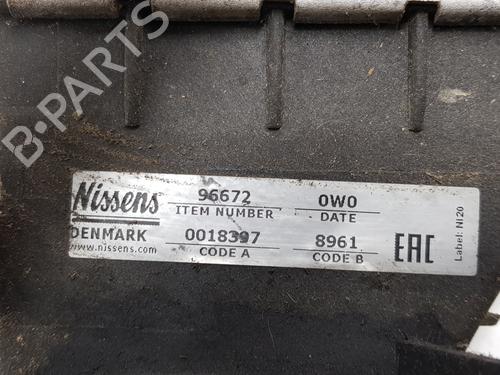 B-PARTS
Nissens 96672 0W0
ITEM NUMBER DATE
DENMARK 0018397 8961 EAC
www.nissens.com CODE A CODE B
Label: NI20